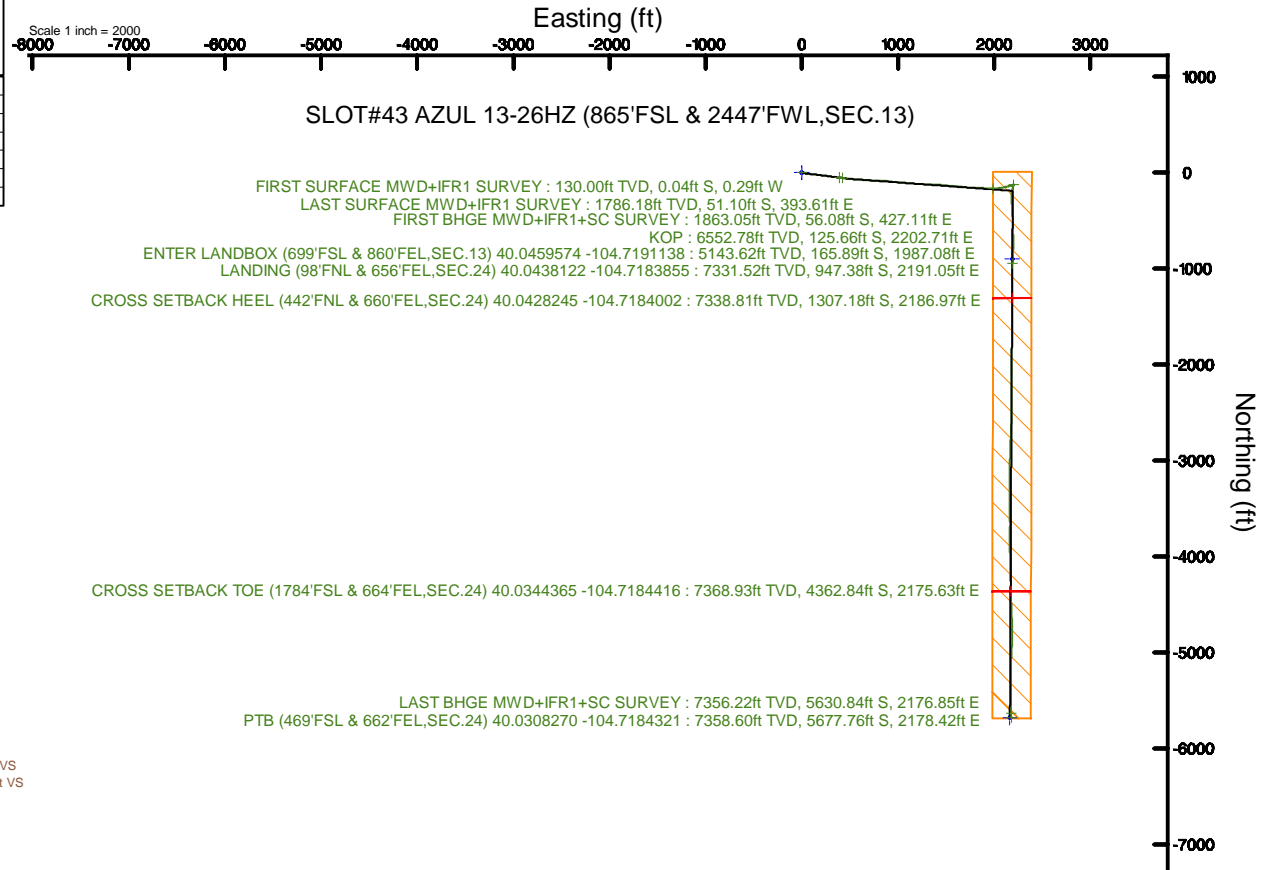 Easting (ft)
Scale 1 inch = 2000
-8000 -7000 -6000 -5000 -4000 -3000 -2000 -1000 0 1000 2000 3000
1000
SLOT#43 AZUL 13-26HZ (865'FSL & 2447'FWL,SEC.13)
0
FIRST SURFACE MWD+IFR1 SURVEY : 130.00ft TVD, 0.04ft S, 0.29ft W
LAST SURFACE MWD+IFR1 SURVEY : 1786.18ft TVD, 51.10ft S, 393.61ft E
FIRST BHGE MWD+IFR1+SC SURVEY : 1863.05ft TVD, 56.08ft S, 427.11ft E
KOP : 6552.78ft TVD, 125.66ft S, 2202.71ft E
ENTER LANDBOX (699'FSL & 860'FEL,SEC.13) 40.0459574 -104.7191138 : 5143.62ft TVD, 165.89ft S, 1987.08ft E
LANDING (98'FNL & 656'FEL,SEC.24) 40.0438122 -104.7183855 : 7331.52ft TVD, 947.38ft S, 2191.05ft E
-1000
CROSS SETBACK HEEL (442'FNL & 660'FEL,SEC.24) 40.0428245 -104.7184002 : 7338.81ft TVD, 1307.18ft S, 2186.97ft E
-2000
-3000
Northing (ft)
-4000
CROSS SETBACK TOE (1784'FSL & 664'FEL,SEC.24) 40.0344365 -104.7184416 : 7368.93ft TVD, 4362.84ft S, 2175.63ft E
-5000
LAST BHGE MWD+IFR1+SC SURVEY : 7356.22ft TVD, 5630.84ft S, 2176.85ft E
PTB (469'FSL & 662'FEL,SEC.24) 40.0308270 -104.7184321 : 7358.60ft TVD, 5677.76ft S, 2178.42ft E
-6000
VS
t VS
-7000